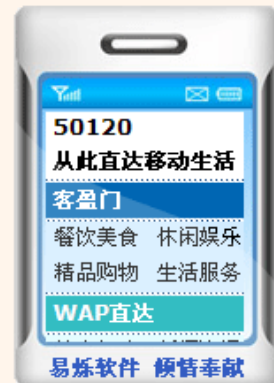 50120
从此直达移动生活
客盈门
餐饮美食 休闲娱乐
精品购物 生活服务
WAP直达
易烁软件 倾情奉献